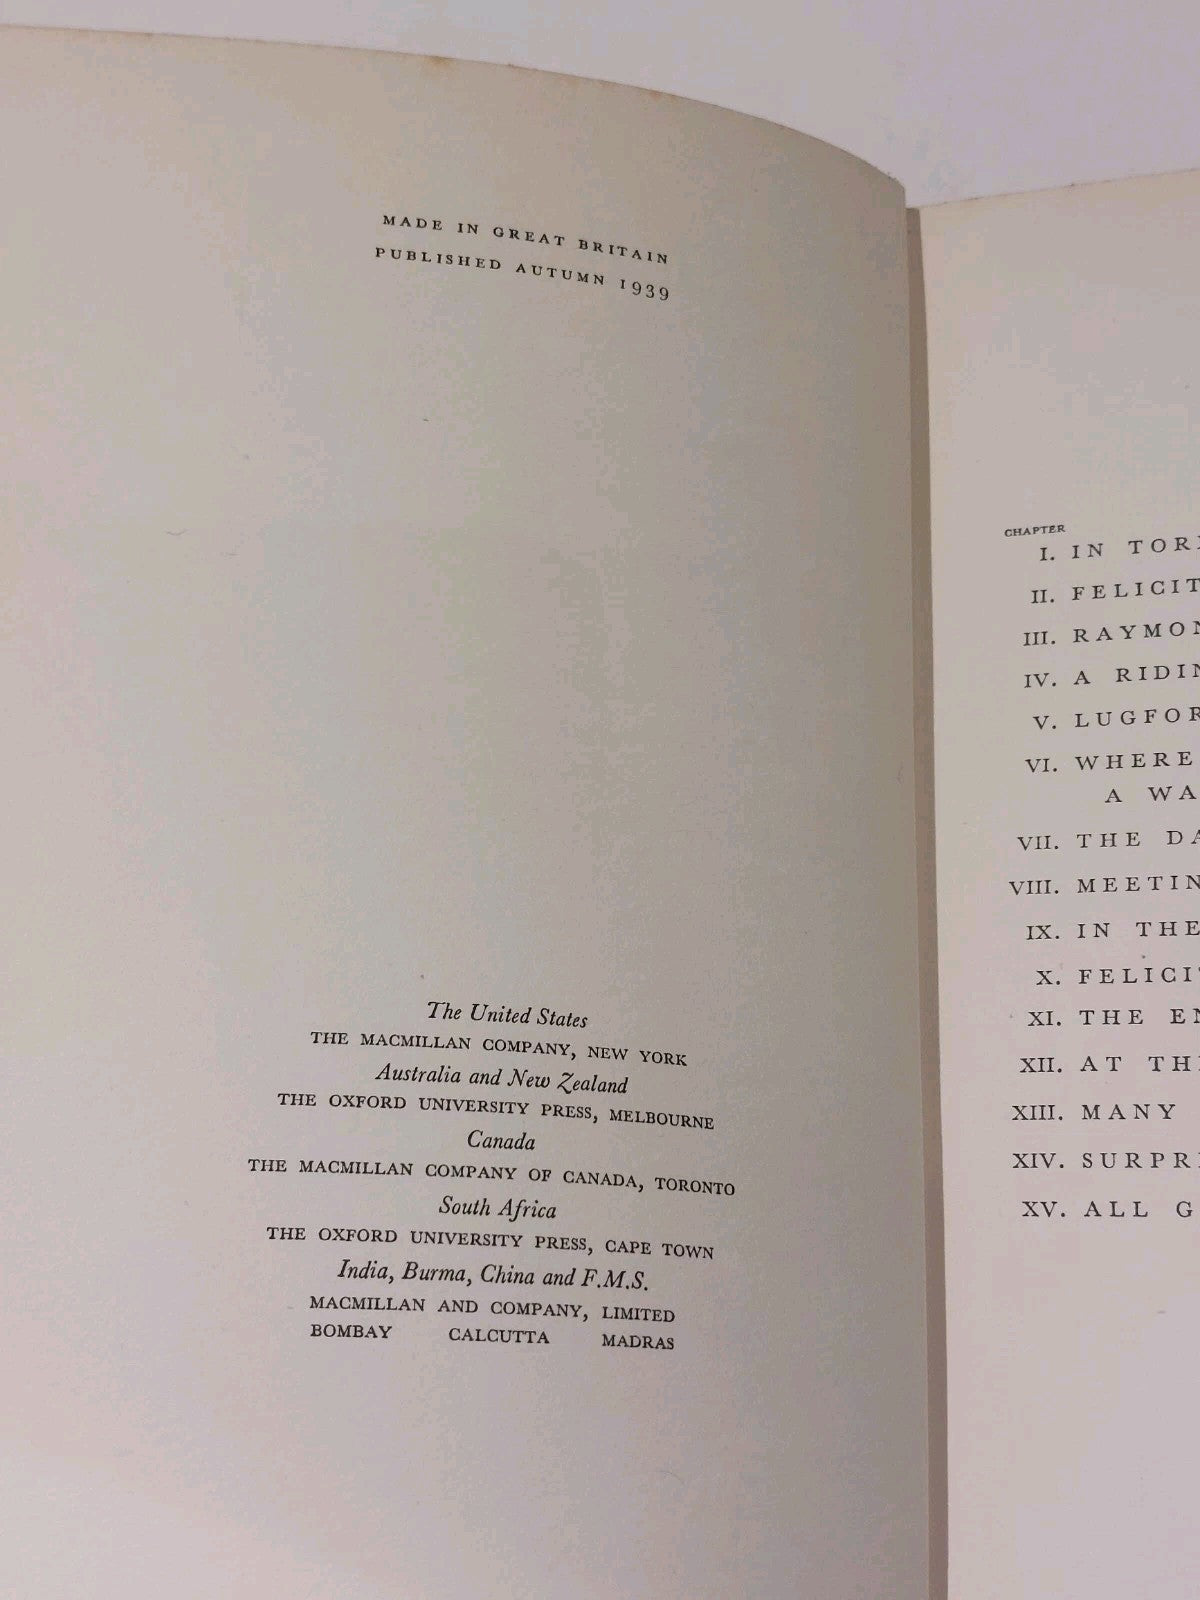 MADE IN GREAT BRITAIN
PUBLISHED AUTUMN 1939
The United States
THE MACMILLAN COMPANY, NEW YORK
Australia and New Zealand
THE OXFORD UNIVERSITY PRESS, MELBOURNE
Canada
THE MACMILLAN COMPANY OF CANADA, TORONTO
South Africa
THE OXFORD UNIVERSITY PRESS, CAPE TOWN
India, Burma, China and F.M.S.
MACMILLAN AND COMPANY, LIMITED
BOMBAY CALCUTTA MADRAS
CHAPTER
I. IN
II.
III.
IV. A
V.
VI. WHERE
A
VII. THE
VIII.
IX. IN THE
X.
XI. THE
XII. AT
XIII. MANY
XIV.
XV. ALL